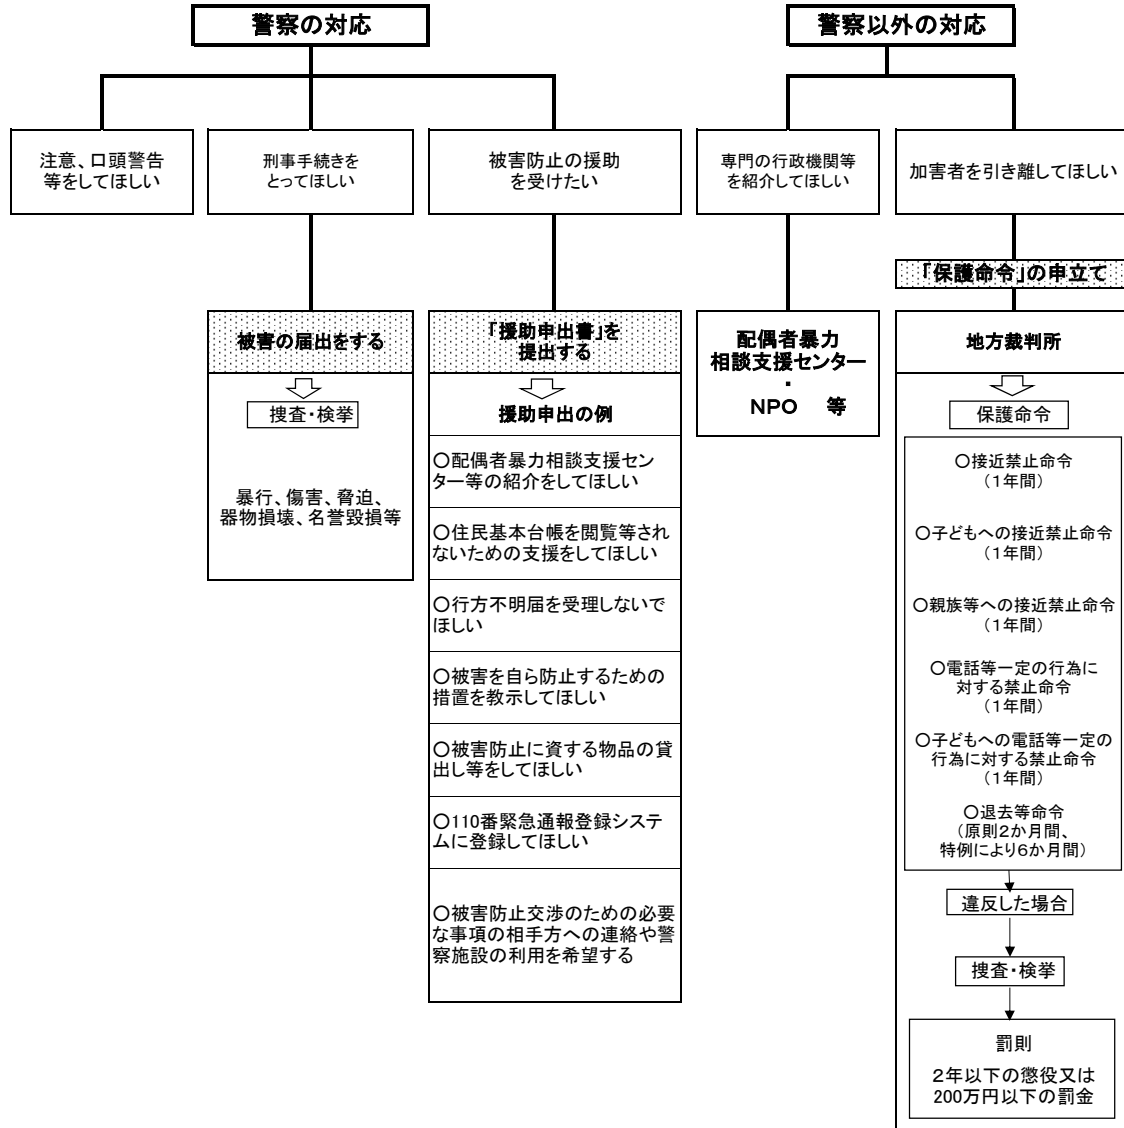 警察の対応
警察以外の対応
注意、口頭警告
等をしてほしい
刑事手続きを
とってほしい
被害防止の援助
を受けたい
専門の行政機関等
を紹介してほしい
加害者を引き離してほしい
「保護命令」の申立て
被害の届出をする
捜査・検挙
暴行、傷害、脅迫、
器物損壊、名誉毀損等
「援助申出書」を
提出する
援助申出の例
○配偶者暴力相談支援セン
ター等の紹介をしてほしい
○住民基本台帳を閲覧等され
ないための支援をしてほしい
○行方不明届を受理しないで
ほしい
○被害を自ら防止するための
措置を教示してほしい
○被害防止に資する物品の貸
出し等をしてほしい
○110番緊急通報登録システ
ムに登録してほしい
○被害防止交渉のための必要
な事項の相手方への連絡や警
察施設の利用を希望する
配偶者暴力
相談支援センター
・
NPO 等
地方裁判所
保護命令
○接近禁止命令
(1年間)
○子どもへの接近禁止命令
(1年間)
○親族等への接近禁止命令
(1年間)
○電話等一定の行為に
対する禁止命令
(1年間)
○子どもへの電話等一定の
行為に対する禁止命令
(1年間)
○退去等命令
(原則2か月間、
特例により6か月間)
違反した場合
捜査・検挙
罰則
2年以下の懲役又は
200万円以下の罰金